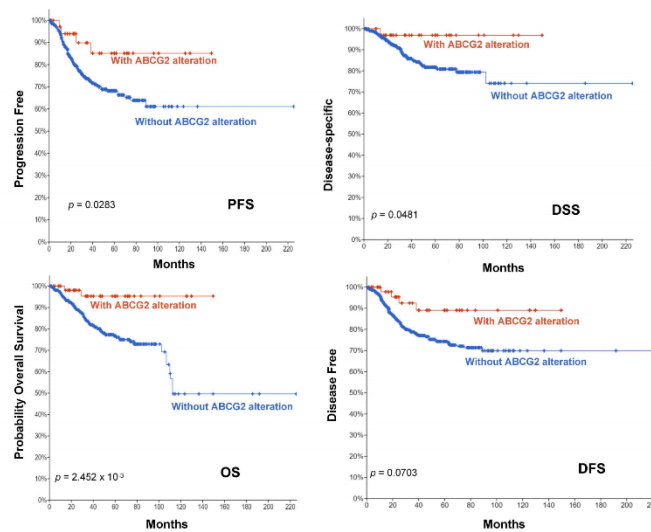 100%
90%
80%
70%
60%
50%
40%
30%
20%
10%
0%
Progression Free
With ABCG2 alteration
Without ABCG2 alteration
p = 0.0283
PFS
0 20 40 60 80 100 120 140 160 180 200 220
Months
100%
90%
80%
70%
60%
50%
40%
30%
20%
10%
0%
Disease-specific
With ABCG2 alteration
Without ABCG2 alteration
p = 0.0481
DSS
0 20 40 60 80 100 120 140 160 180 200 220
Months
100%
90%
80%
70%
60%
50%
40%
30%
20%
10%
0%
Probability Overall Survival
With ABCG2 alteration
Without ABCG2 alteration
p = 2.452 x 10⁻³
OS
0 20 40 60 80 100 120 140 160 180 200 220
Months
100%
90%
80%
70%
60%
50%
40%
30%
20%
10%
0%
Disease Free
With ABCG2 alteration
Without ABCG2 alteration
p = 0.0703
DFS
0 20 40 60 80 100 120 140 160 180 200 220
Months